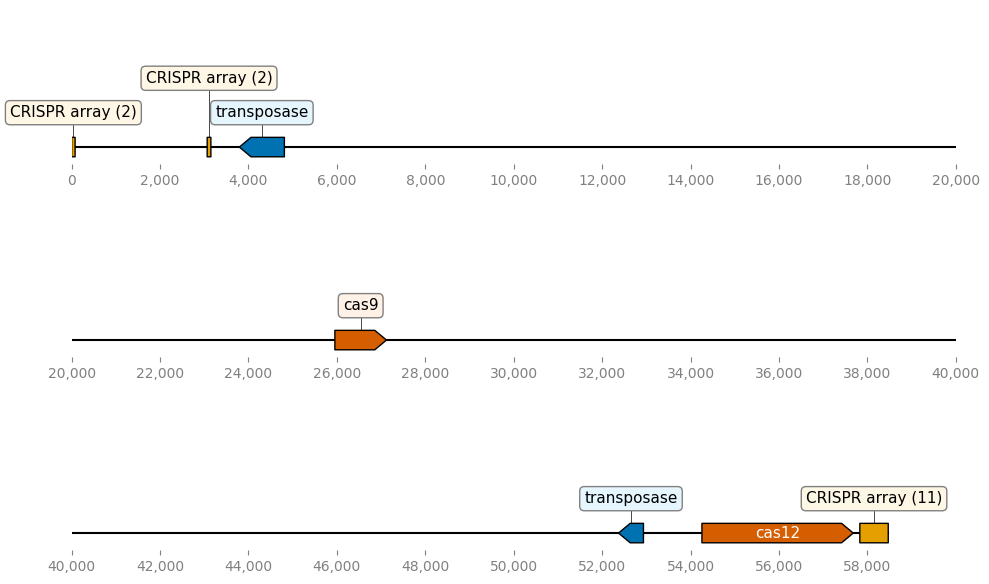 CRISPR array (2)
CRISPR array (2) transposase
0 2,000 4,000 6,000 8,000 10,000 12,000 14,000 16,000 18,000 20,000
cas9
20,000 22,000 24,000 26,000 28,000 30,000 32,000 34,000 36,000 38,000 40,000
transposase CRISPR array (11)
cas12
40,000 42,000 44,000 46,000 48,000 50,000 52,000 54,000 56,000 58,000